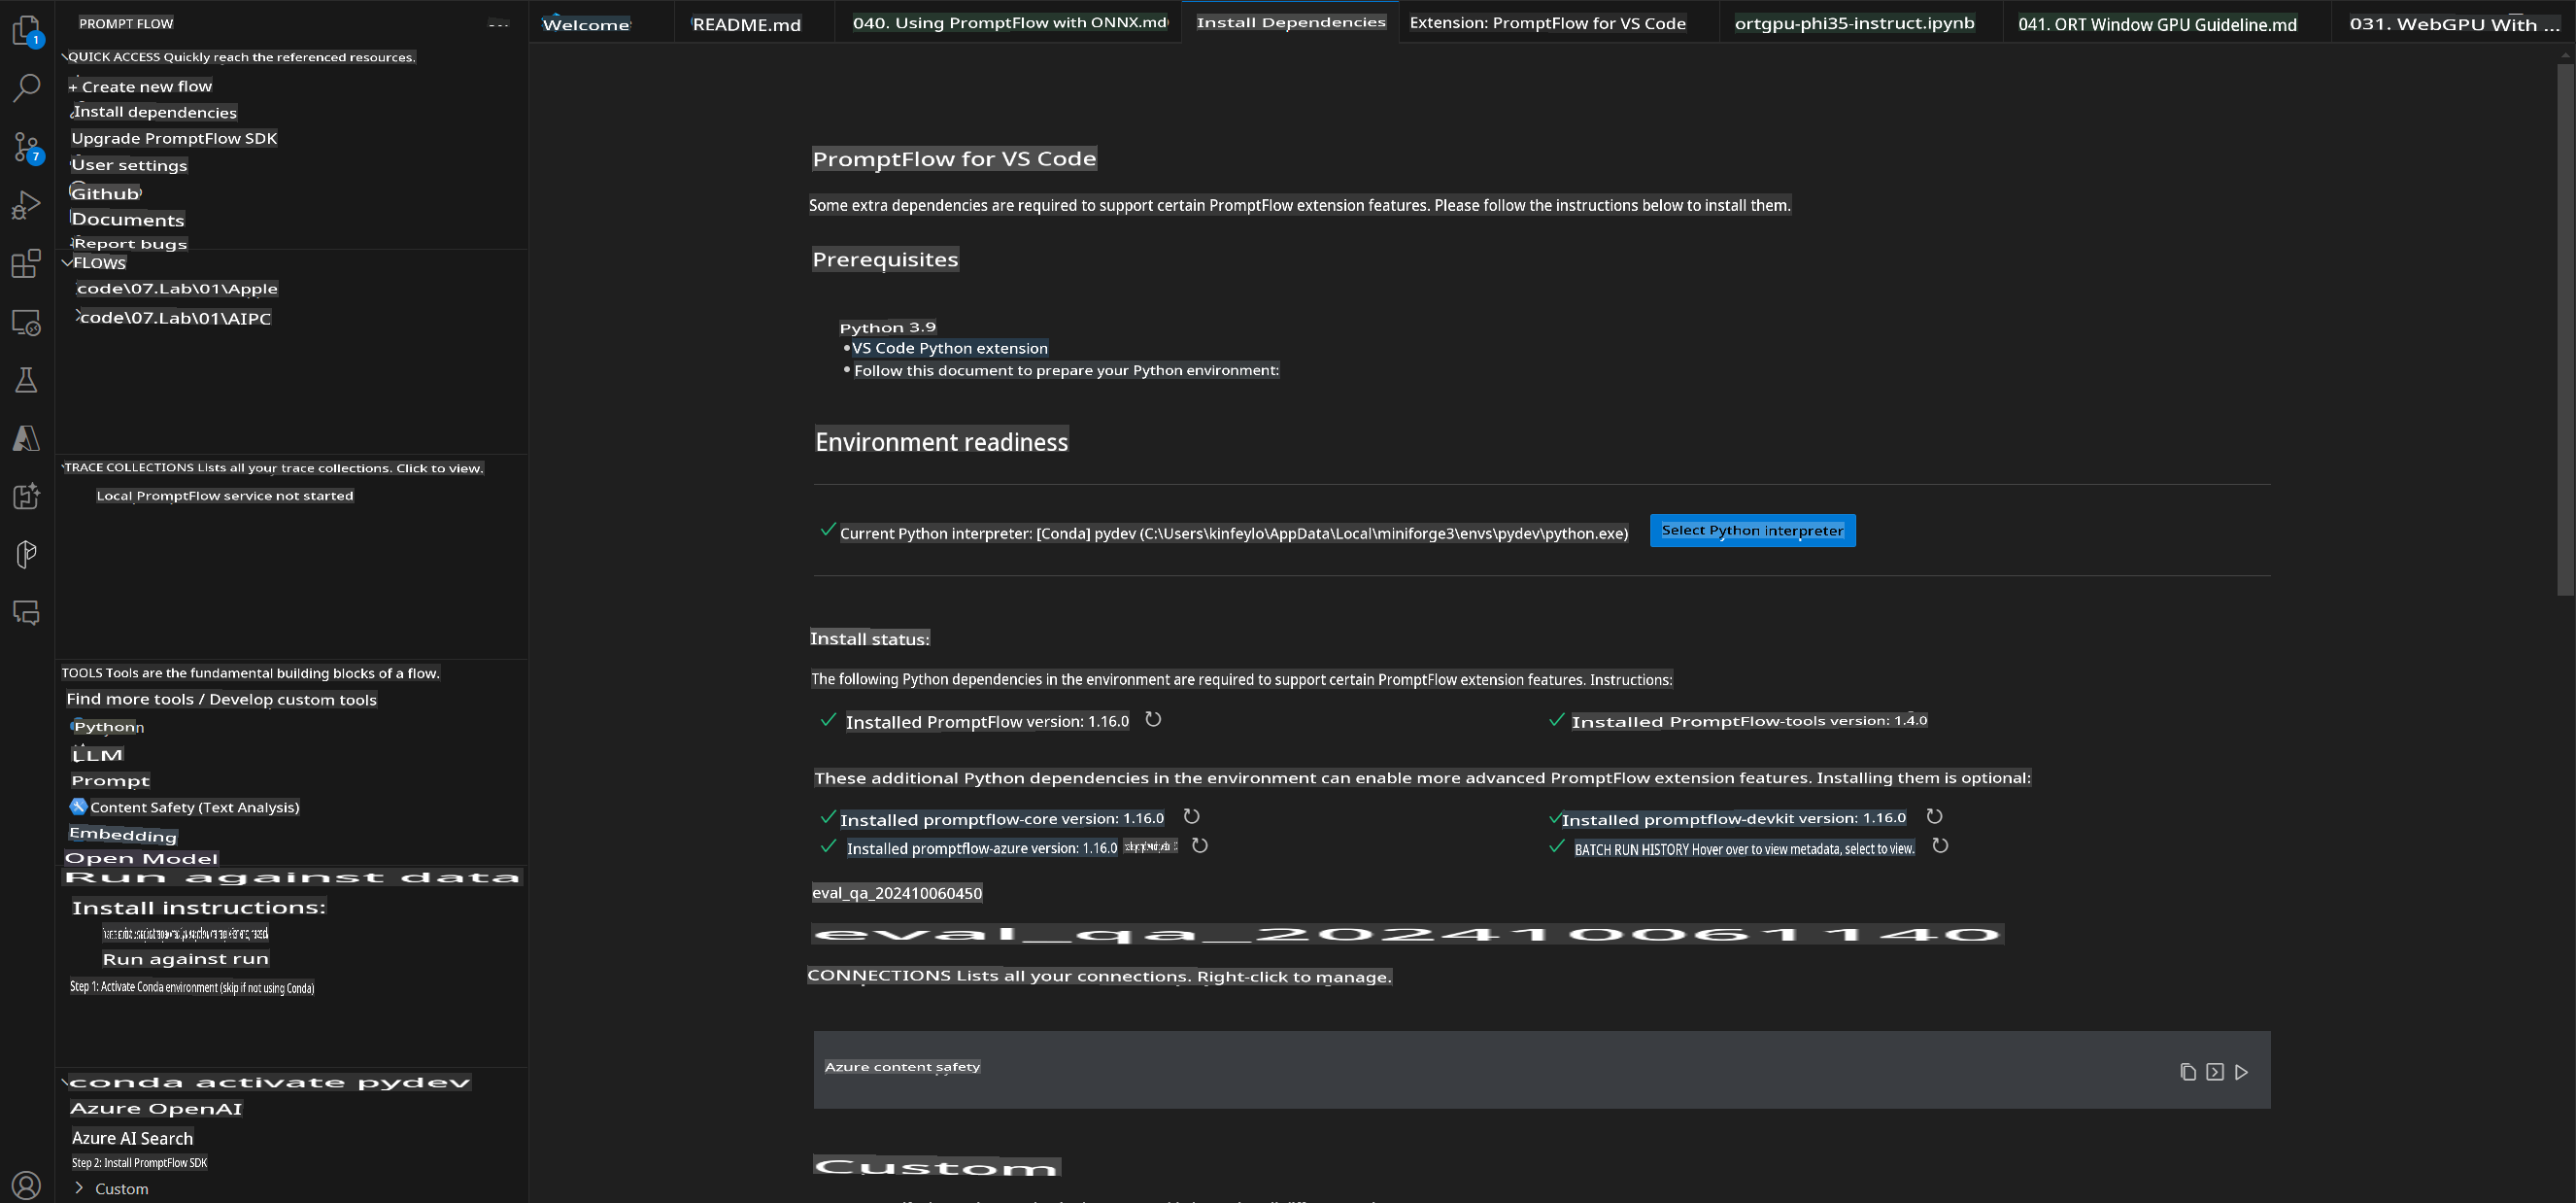 PROMPT FLOW
QUICK ACCESS Quickly reach the referenced resources.
+ Create new flow
Install dependencies
Upgrade PromptFlow SDK
User settings
Github
Documents
Report bugs
FLOWS
code\07.Lab\01\Apple
code\07.Lab\01\AIPC
TRACE COLLECTIONS Lists all your trace collections. Click to view.
Local PromptFlow service not started
TOOLS Tools are the fundamental building blocks of a flow.
Find more tools / Develop custom tools
Python
LLM
Prompt
Content Safety (Text Analysis)
Embedding
Open Model
Run against data
Install instructions:
Run against run
Step 1: Activate Conda environment (skip if not using Conda)
conda activate pydev
Azure OpenAI
Azure AI Search
Step 2: Install PromptFlow SDK
Custom
1
7
Welcome
README.md
040. Using PromptFlow with ONNX.md
Install Dependencies
Extension: PromptFlow for VS Code
ortgpu-phi35-instruct.ipynb
041. ORT Window GPU Guideline.md
031. WebGPU With ...
PromptFlow for VS Code
Some extra dependencies are required to support certain PromptFlow extension features. Please follow the instructions below to install them.
Prerequisites
Python 3.9
VS Code Python extension
Follow this document to prepare your Python environment:
Environment readiness
Current Python interpreter: [Conda] pydev (C:\Users\kinfeylo\AppData\Local\miniforge3\envs\pydev\python.exe)
Select Python interpreter
Install status:
The following Python dependencies in the environment are required to support certain PromptFlow extension features. Instructions:
Installed PromptFlow version: 1.16.0
Installed PromptFlow-tools version: 1.4.0
These additional Python dependencies in the environment can enable more advanced PromptFlow extension features. Installing them is optional:
Installed promptflow-core version: 1.16.0
Installed promptflow-devkit version: 1.16.0
Installed promptflow-azure version: 1.16.0
BATCH RUN HISTORY Hover over to view metadata, select to view.
eval_qa_202410060450
eval_qa_202410061140
CONNECTIONS Lists all your connections. Right-click to manage.
Azure content safety
Custom